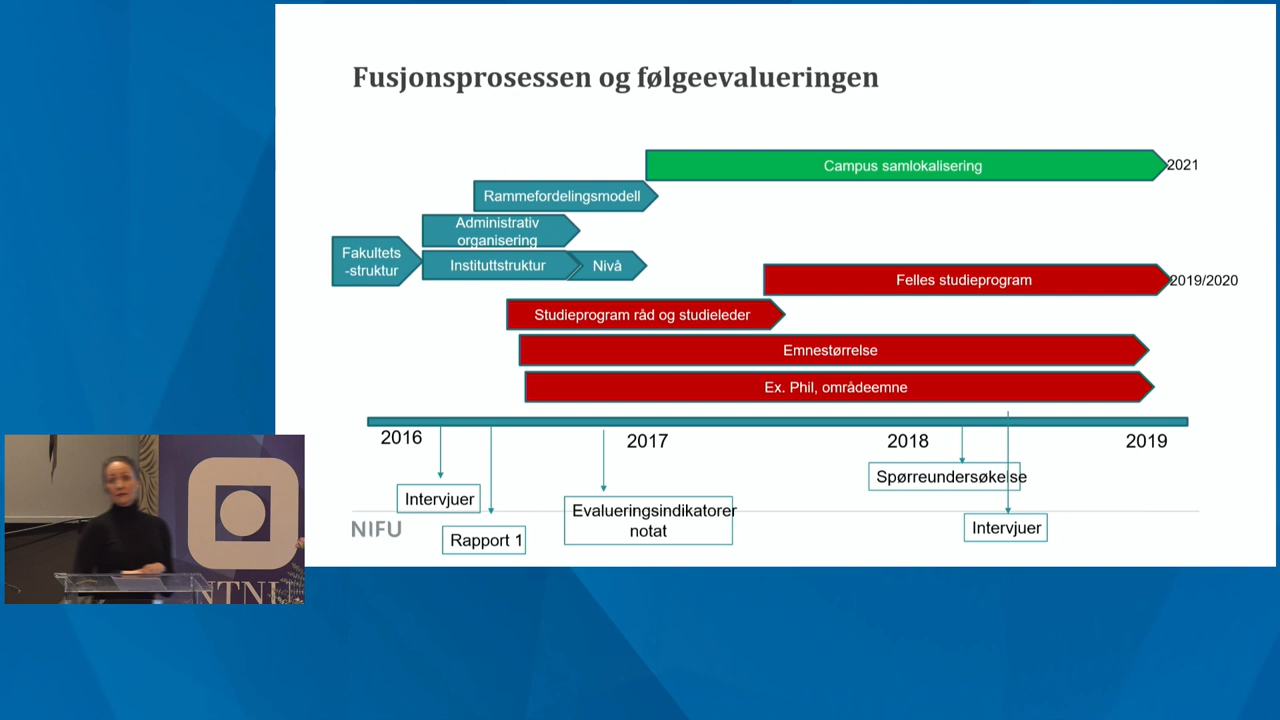 Fusjonsprosessen og følgeevalueringen
Campus samlokalisering
2021
Rammefordelingsmodell
Administrativ
organisering
Fakultets
-struktur
Instituttstruktur
Nivå
Felles studieprogram
2019/2020
Studieprogram råd og studieleder
Emnestørrelse
Ex. Phil, områdeemne
2016
2017
2018
2019
Intervjuer
Rapport 1
Evalueringsindikatorer
notat
Spørreundersøkelse
Intervjuer
NIFU
NTNU